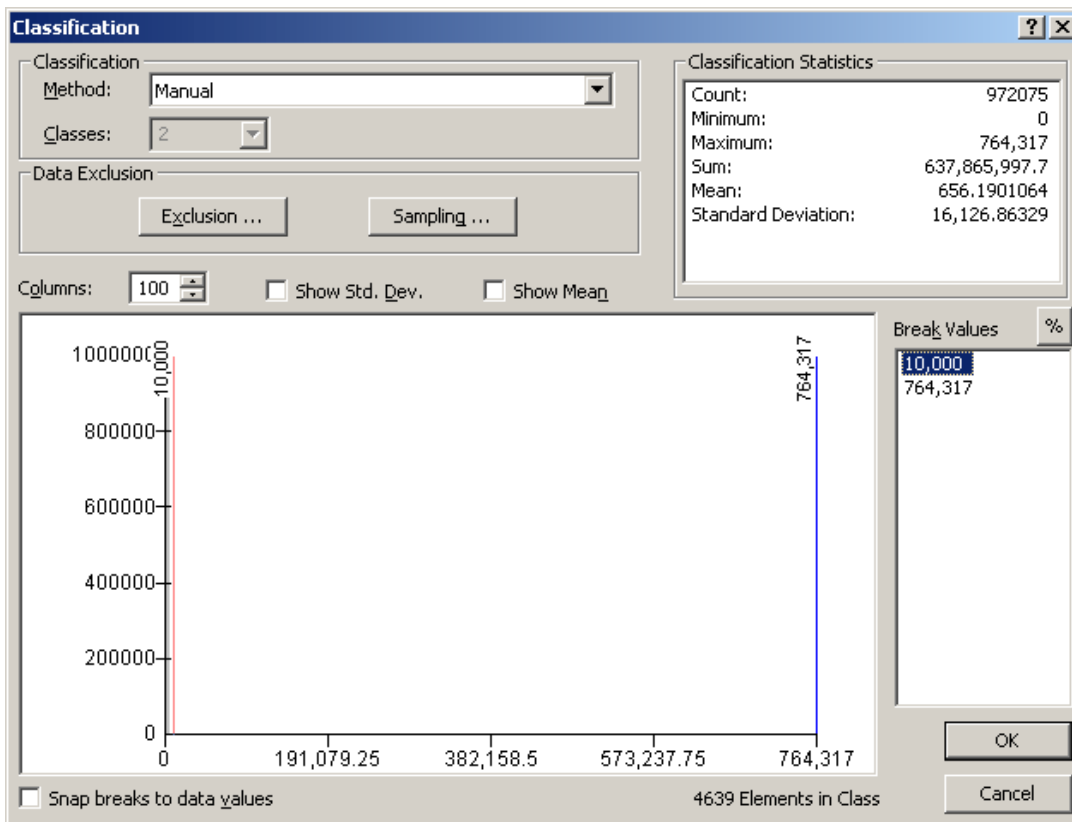 Classification
Classification
Method: Manual
Classes: 2
Data Exclusion
Exclusion ...
Sampling ...
Classification Statistics
Count: 972075
Minimum: 0
Maximum: 764,317
Sum: 637,865,997.7
Mean: 656.1901064
Standard Deviation: 16,126.86329
Columns: 100
Show Std. Dev.
Show Mean
Break Values
%
10,000
764,317
10,000
764,317
1000000
800000
600000
400000
200000
0
0
191,079.25
382,158.5
573,237.75
764,317
OK
Cancel
Snap breaks to data values
4639 Elements in Class